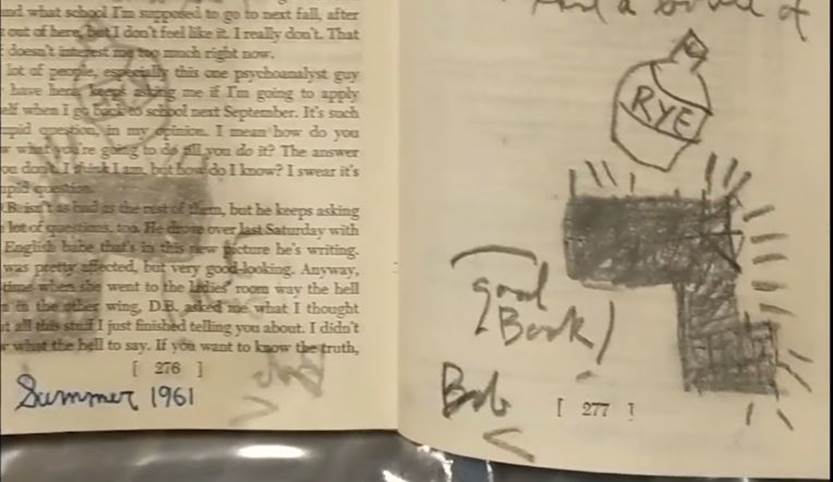 and what school I'm supposed to go to next fall, after
out of here, but I don't feel like it. I really don't. That
doesn't interest me too much right now.
lot of people, especially this one psychoanalyst guy
have here, keeps asking me if I'm going to apply
elf when I go back to school next September. It's such
upid question, in my opinion. I mean how do you
w what you're going to do till you do it? The answer
ou don't. I think I am, but how do I know? I swear it's
upid question.
B. isn't as bad as the rest of them, but he keeps asking
lot of questions, too. He drove over last Saturday with
English babe that's in this new picture he's writing.
was pretty affected, but very good-looking. Anyway,
time when she went to the ladies' room way the hell
n in the other wing, D.B. asked me what I thought
t all this stuff I just finished telling you about. I didn't
w what the hell to say. If you want to know the truth,
[ 276 ]
Summer 1961
a of
RYE
good
Book
Bob
[ 277 ]